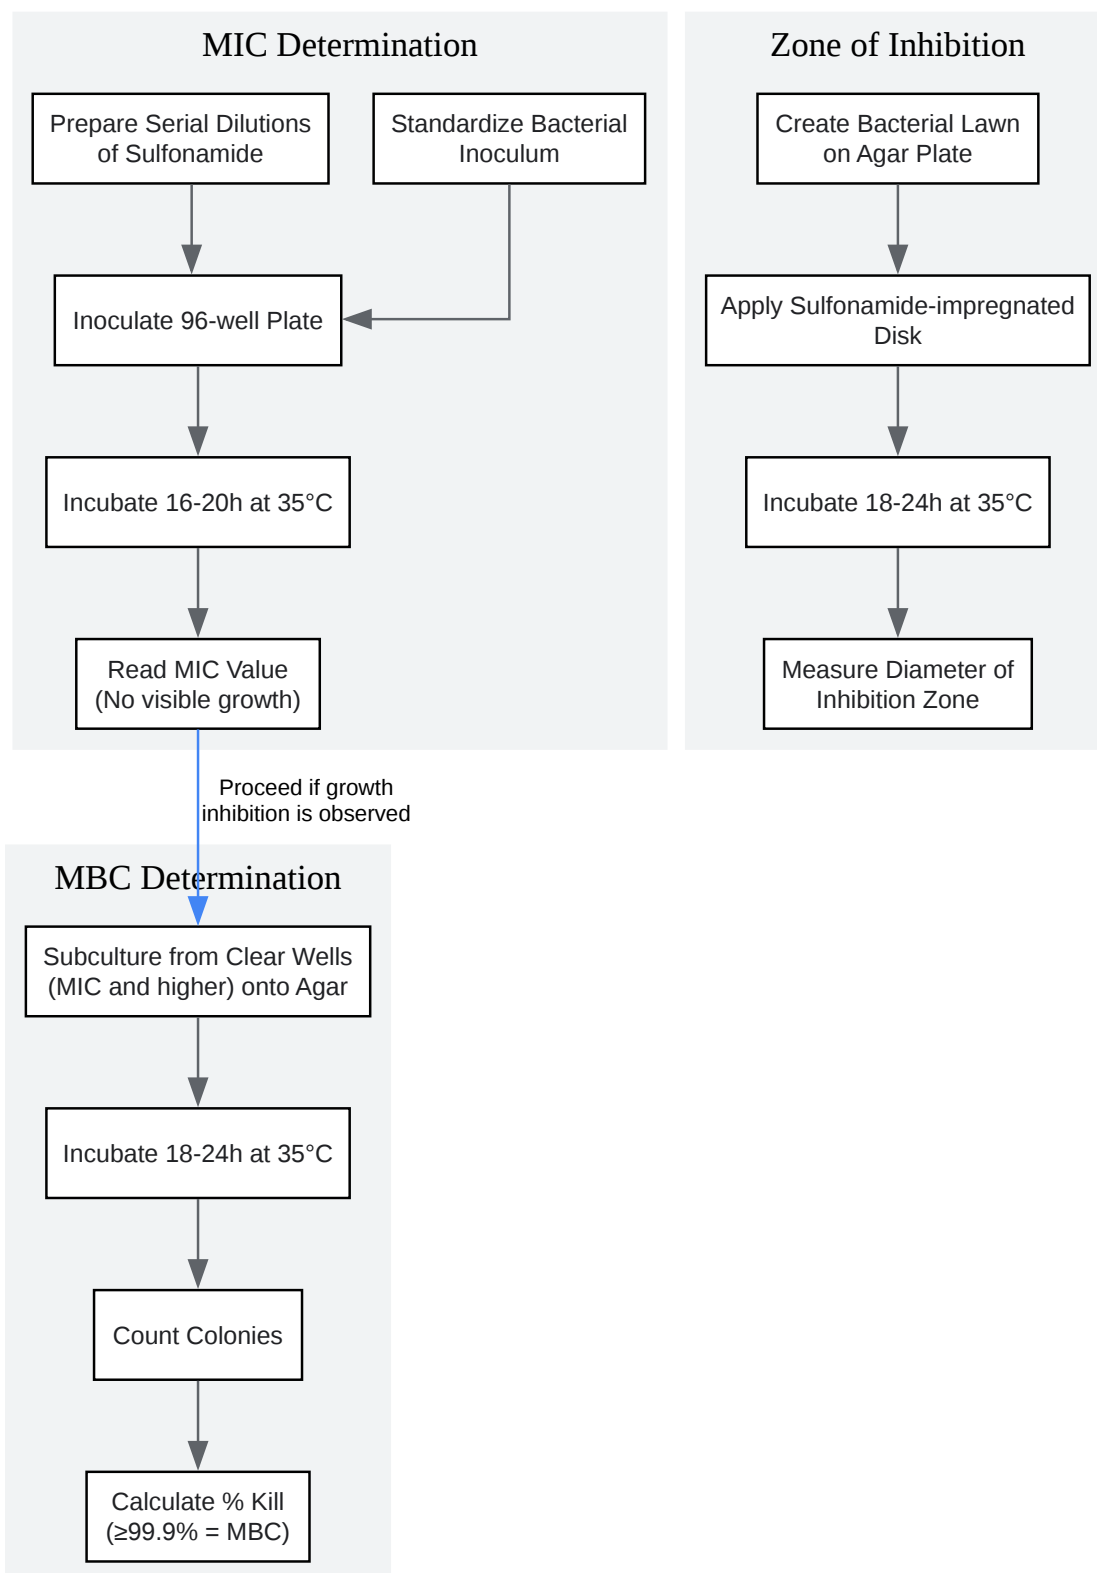 MIC Determination
Prepare Serial Dilutions
of Sulfonamide
Standardize Bacterial
Inoculum
Inoculate 96-well Plate
Incubate 16-20h at 35°C
Read MIC Value
(No visible growth)
Zone of Inhibition
Create Bacterial Lawn
on Agar Plate
Apply Sulfonamide-impregnated
Disk
Incubate 18-24h at 35°C
Measure Diameter of
Inhibition Zone
Proceed if growth
inhibition is observed
MBC Determination
Subculture from Clear Wells
(MIC and higher) onto Agar
Incubate 18-24h at 35°C
Count Colonies
Calculate % Kill
(≥99.9% = MBC)